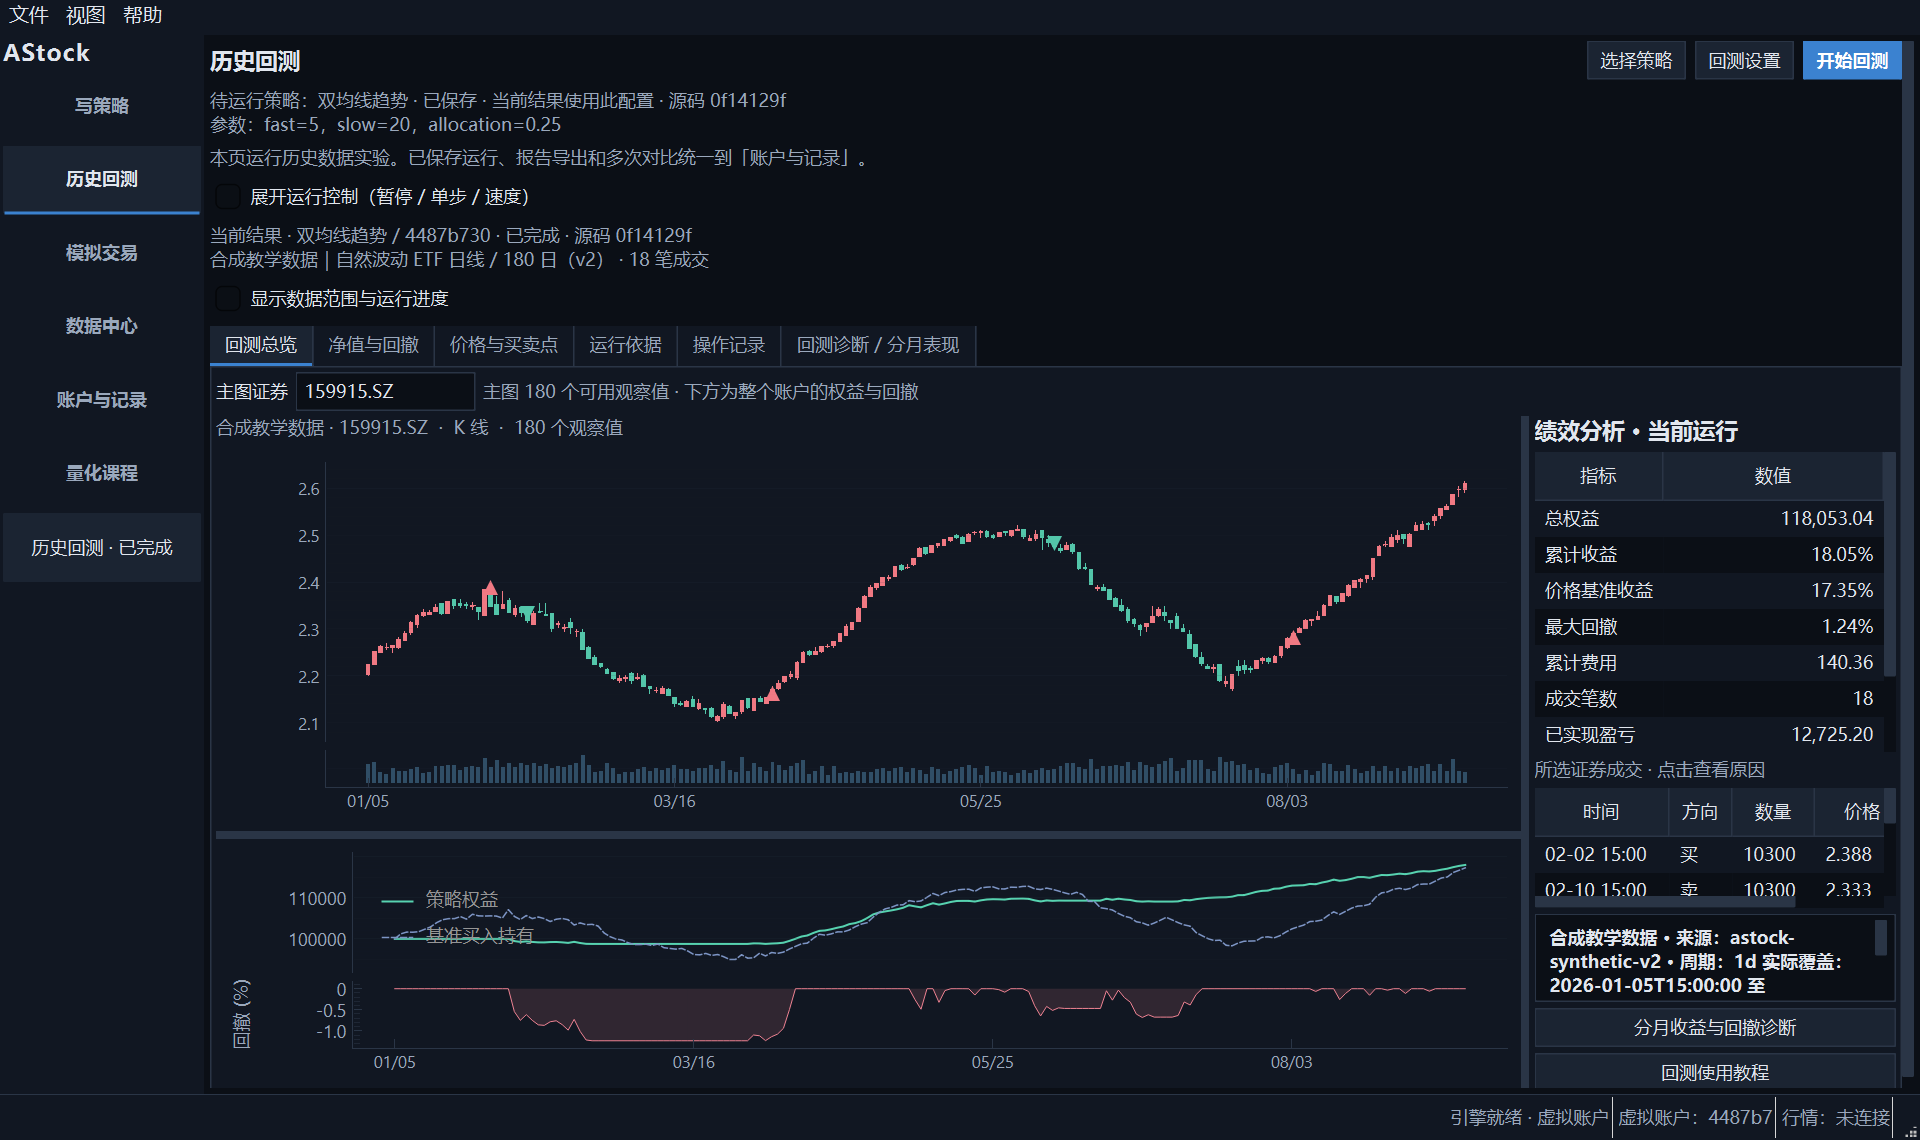 文件 视图 帮助
AStock
写策略
历史回测
模拟交易
数据中心
账户与记录
量化课程
历史回测 · 已完成
历史回测
选择策略 回测设置 开始回测
待运行策略：双均线趋势 · 已保存 · 当前结果使用此配置 · 源码 0f14129f
参数：fast=5，slow=20，allocation=0.25
本页运行历史数据实验。已保存运行、报告导出和多次对比统一到「账户与记录」。
展开运行控制（暂停 / 单步 / 速度）
当前结果 · 双均线趋势 / 4487b730 · 已完成 · 源码 0f14129f
合成教学数据 | 自然波动 ETF 日线 / 180 日（v2） · 18 笔成交
显示数据范围与运行进度
回测总览 净值与回撤 价格与买卖点 运行依据 操作记录 回测诊断 / 分月表现
主图证券 159915.SZ 主图 180 个可用观察值 · 下方为整个账户的权益与回撤
合成教学数据 · 159915.SZ · K 线 · 180 个观察值
2.6
2.5
2.4
2.3
2.2
2.1
01/05 03/16 05/25 08/03
110000
100000
策略权益
基准买入持有
回撤 (%)
0
-0.5
-1.0
01/05 03/16 05/25 08/03
绩效分析 • 当前运行
指标 数值
总权益 118,053.04
累计收益 18.05%
价格基准收益 17.35%
最大回撤 1.24%
累计费用 140.36
成交笔数 18
已实现盈亏 12,725.20
所选证券成交 · 点击查看原因
时间 方向 数量 价格
02-02 15:00 买 10300 2.388
02-10 15:00 卖 10300 2.333
合成教学数据 • 来源：astock-
synthetic-v2 • 周期：1d 实际覆盖：
2026-01-05T15:00:00 至
分月收益与回撤诊断
回测使用教程
引擎就绪 · 虚拟账户 虚拟账户：4487b7 行情：未连接